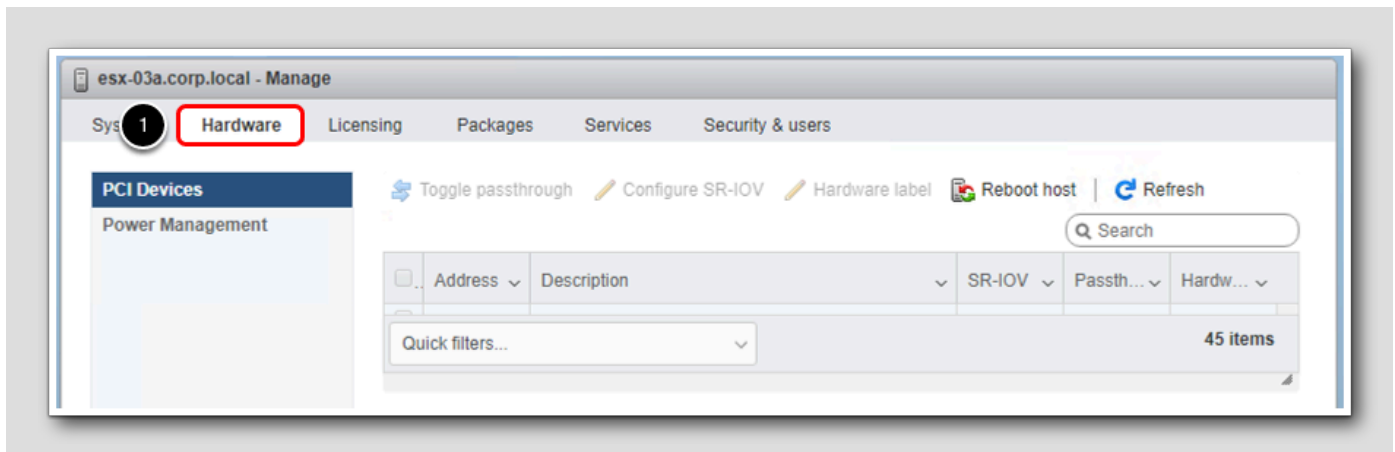 esx-03a.corp.local - Manage
Sys 1 Hardware Licensing Packages Services Security & users
PCI Devices Toggle passthrough Configure SR-IOV Hardware label Reboot host | Refresh
Power Management
Search
Address Description SR-IOV Passth... Hardw...
Quick filters... 45 items